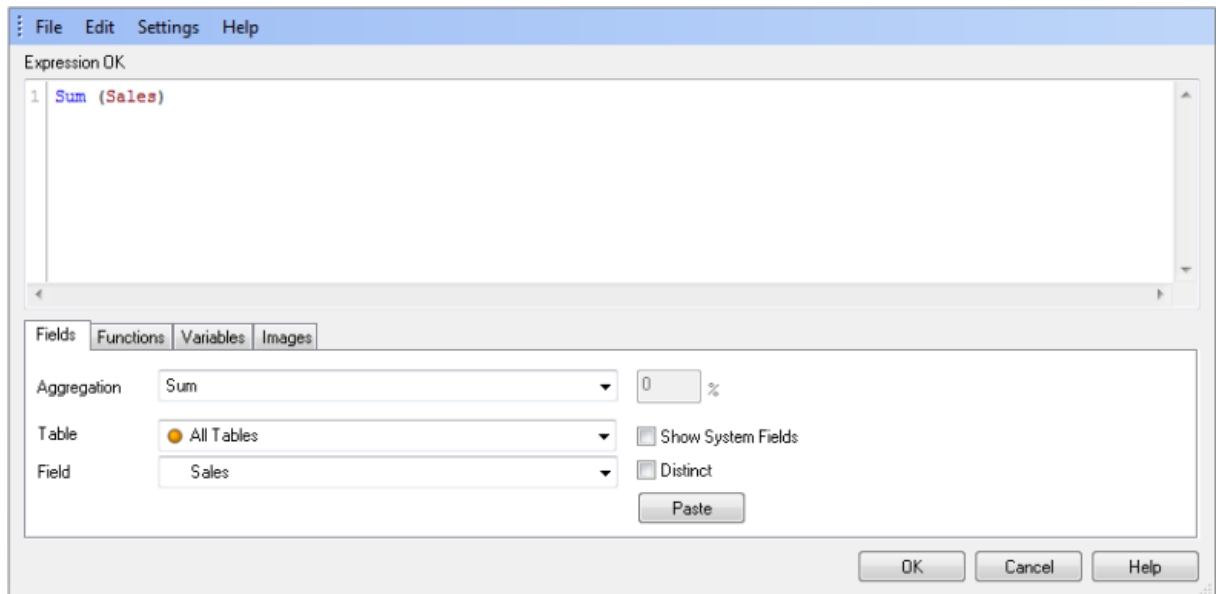 File Edit Settings Help
Expression OK
1 Sum (Sales)
Fields Functions Variables Images
Aggregation Sum 0 %
Table All Tables Show System Fields
Field Sales Distinct
Paste
OK Cancel Help